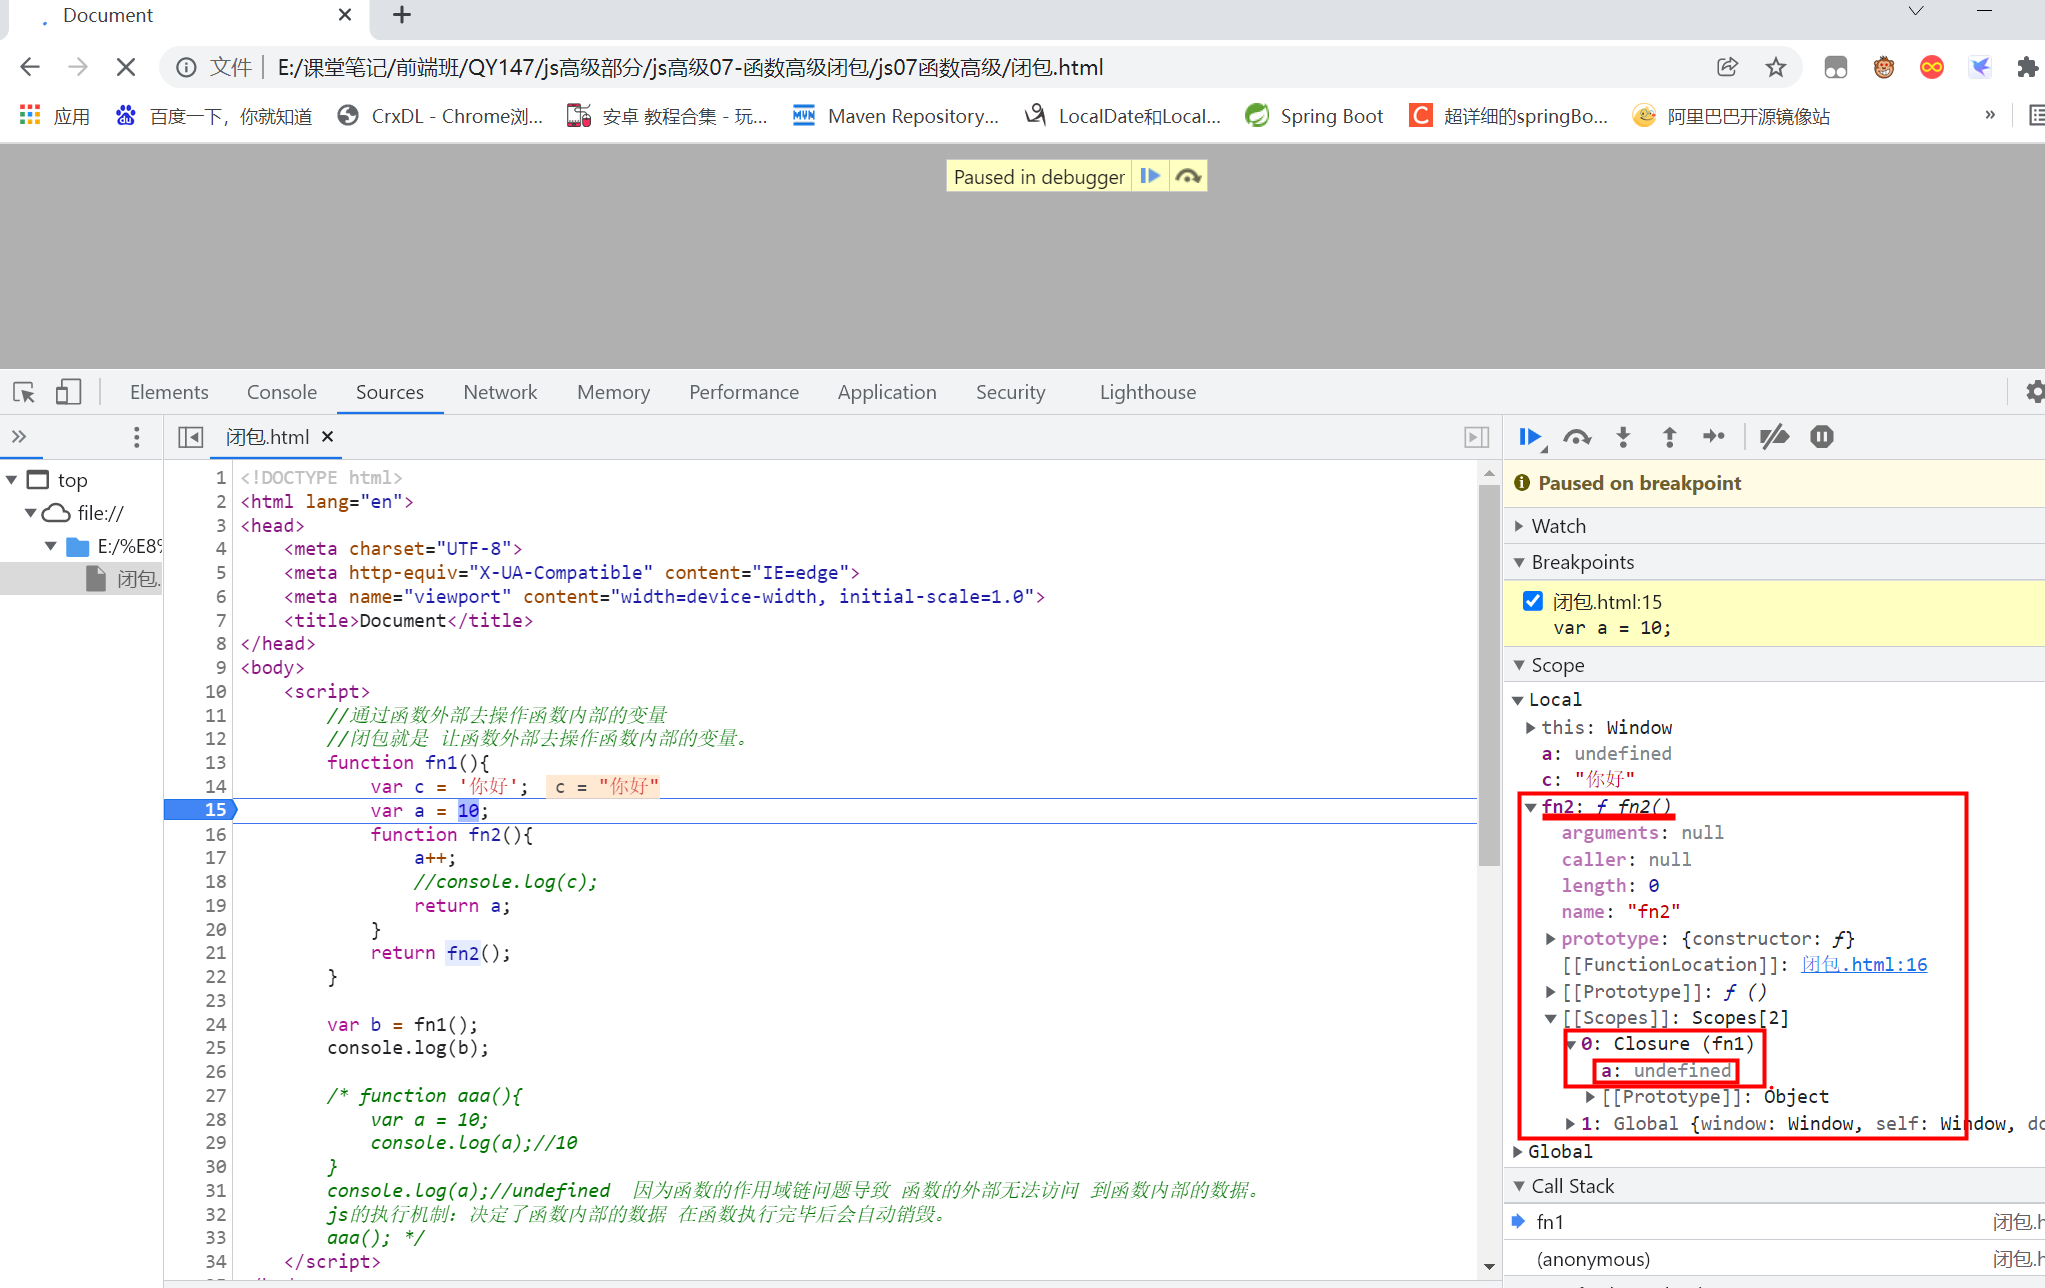 Document
文件 E:/课堂笔记/前端班/QY147/js高级部分/js高级07-函数高级闭包/js07函数高级/闭包.html
应用 百度一下，你就知道 CrxDL - Chrome浏... 安卓 教程合集 - 玩... Maven Repository... LocalDate和Local... Spring Boot 超详细的springBo... 阿里巴巴开源镜像站 »
Paused in debugger
Elements Console Sources Network Memory Performance Application Security Lighthouse
top
file://
E:/%E8%
闭包.
闭包.html
1 <!DOCTYPE html>
2 <html lang="en">
3 <head>
4 <meta charset="UTF-8">
5 <meta http-equiv="X-UA-Compatible" content="IE=edge">
6 <meta name="viewport" content="width=device-width, initial-scale=1.0">
7 <title>Document</title>
8 </head>
9 <body>
10 <script>
11 //通过函数外部去操作函数内部的变量
12 //闭包就是 让函数外部去操作函数内部的变量。
13 function fn1(){
14 var c = '你好'; c = "你好"
15 var a = 10;
16 function fn2(){
17 a++;
18 //console.log(c);
19 return a;
20 }
21 return fn2();
22 }
23
24 var b = fn1();
25 console.log(b);
26
27 /* function aaa(){
28 var a = 10;
29 console.log(a);//10
30 }
31 console.log(a);//undefined 因为函数的作用域链问题导致 函数的外部无法访问 到函数内部的数据。
32 js的执行机制：决定了函数内部的数据 在函数执行完毕后会自动销毁。
33 aaa(); */
34 </script>
Paused on breakpoint
Watch
Breakpoints
闭包.html:15
var a = 10;
Scope
Local
this: Window
a: undefined
c: "你好"
fn2: ƒ fn2()
arguments: null
caller: null
length: 0
name: "fn2"
prototype: {constructor: ƒ}
[[FunctionLocation]]: 闭包.html:16
[[Prototype]]: ƒ ()
[[Scopes]]: Scopes[2]
0: Closure (fn1)
a: undefined
[[Prototype]]: Object
1: Global {window: Window, self: Window, do
Global
Call Stack
fn1 闭包.h
(anonymous) 闭包.h